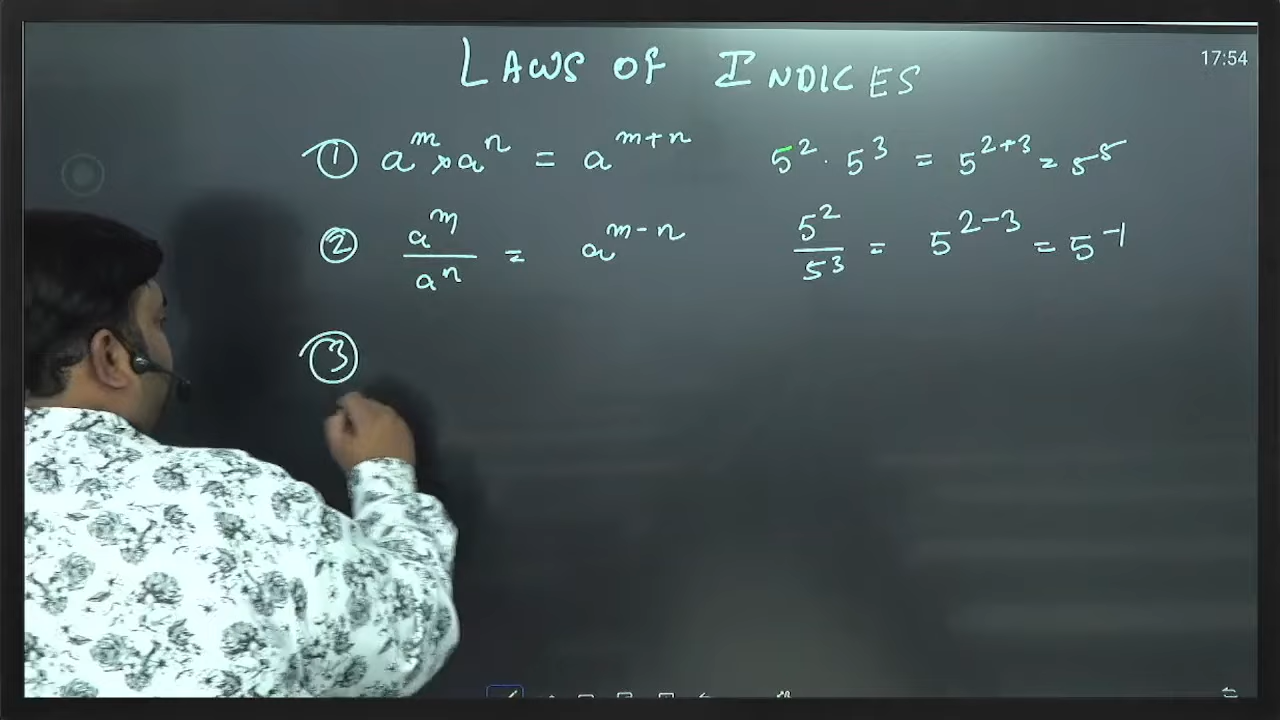 LAWS OF INDICES
17:54
① a^m × a^n = a^(m+n) 5^2 · 5^3 = 5^(2+3) = 5^5
② a^m / a^n = a^(m-n) 5^2 / 5^3 = 5^(2-3) = 5^-1
③